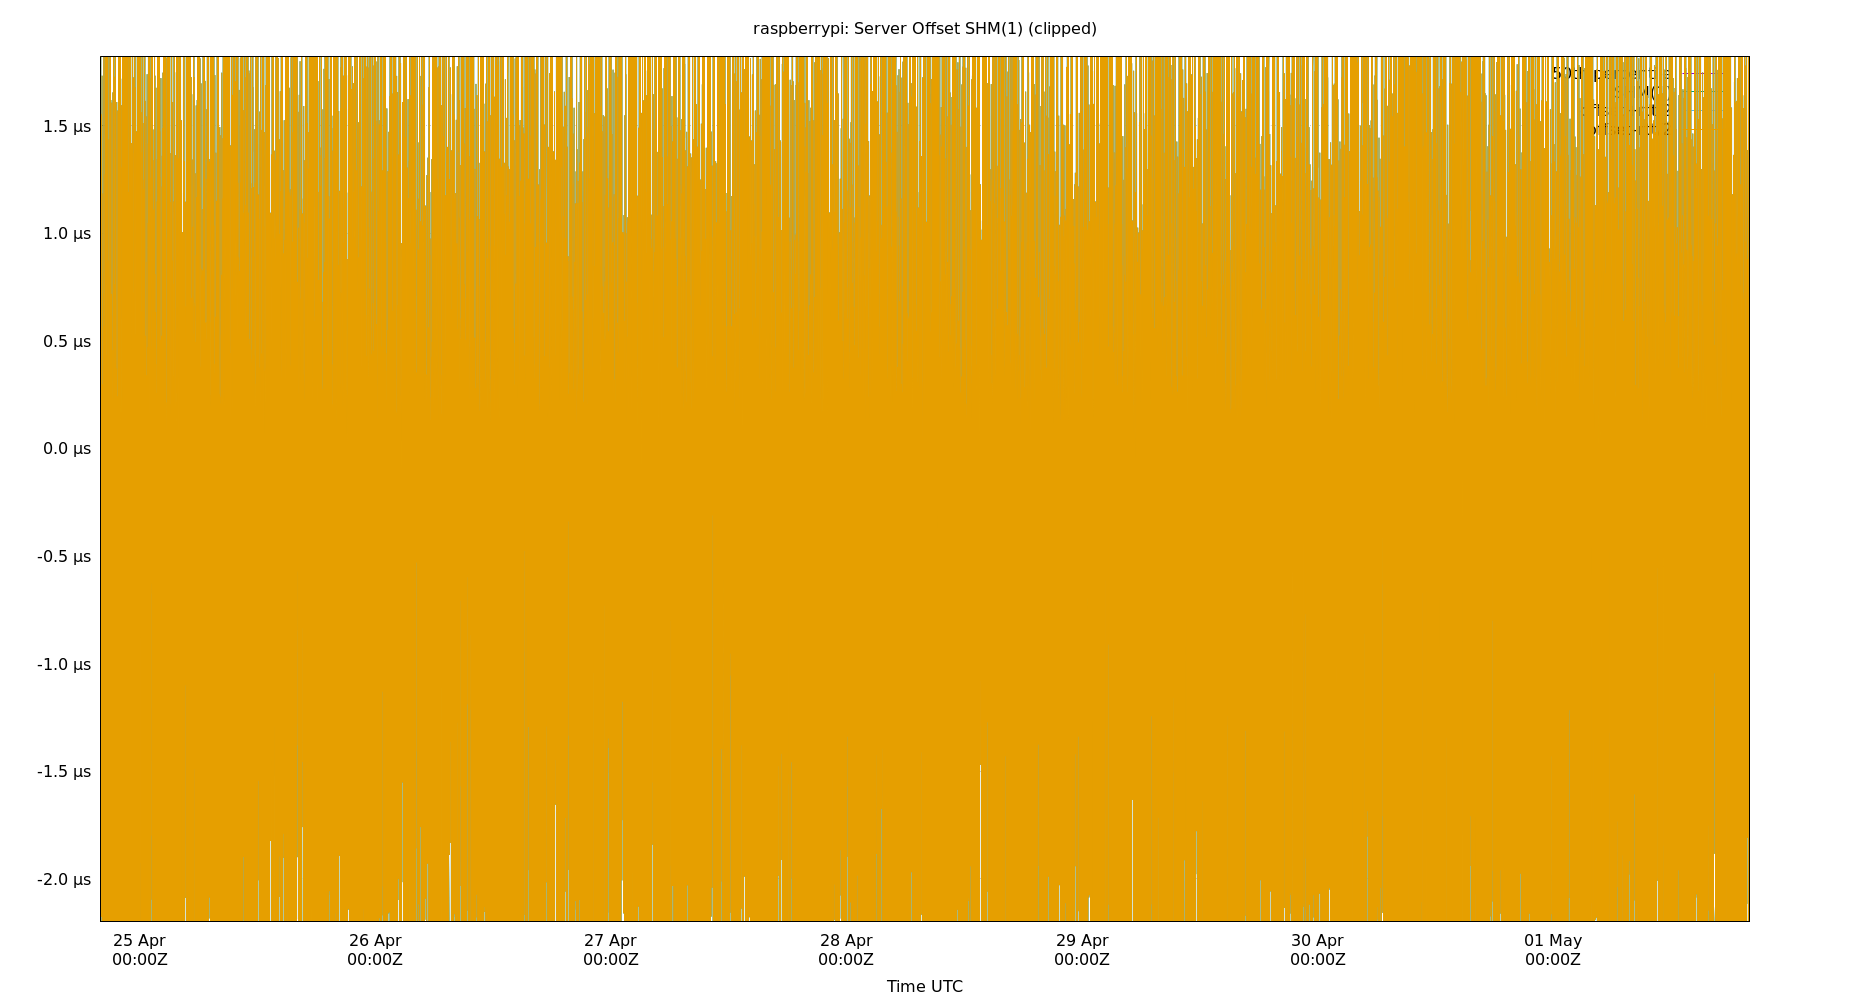 raspberrypi: Server Offset SHM(1) (clipped)
1.5 µs
1.0 µs
0.5 µs
0.0 µs
-0.5 µs
-1.0 µs
-1.5 µs
-2.0 µs
25 Apr 26 Apr 27 Apr 28 Apr 29 Apr 30 Apr 01 May
00:00Z 00:00Z 00:00Z 00:00Z 00:00Z 00:00Z 00:00Z
Time UTC